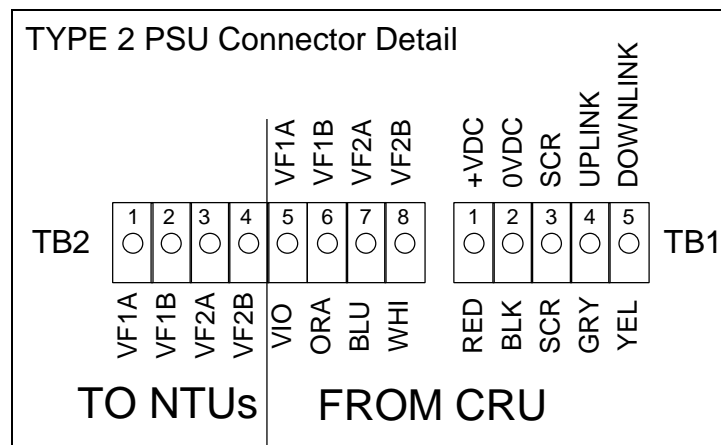 TYPE 2 PSU Connector Detail
VF1A VF1B VF2A VF2B +VDC 0VDC SCR UPLINK DOWNLINK
TB2 1 2 3 4 5 6 7 8 1 2 3 4 5 TB1
VF1A VF1B VF2A VF2B VIO ORA BLU WHI RED BLK SCR GRY YEL
TO NTUs FROM CRU